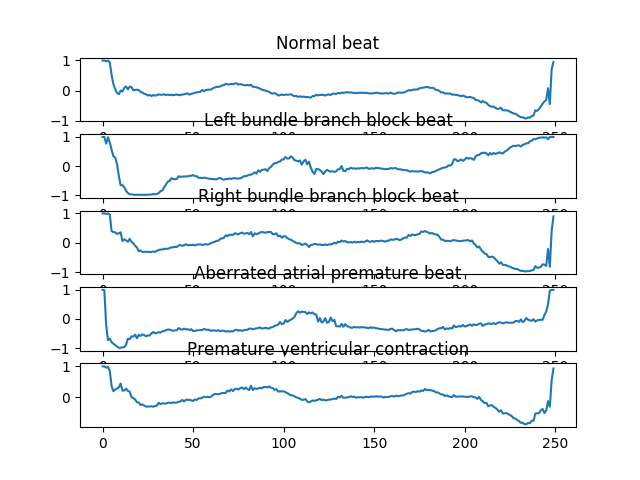 Normal beat
1
0
−1
Left bundle branch block beat
1
0
−1
Right bundle branch block beat
1
0
−1
Aberrated atrial premature beat
1
0
−1
Premature ventricular contraction
1
0
0 50 100 150 200 250